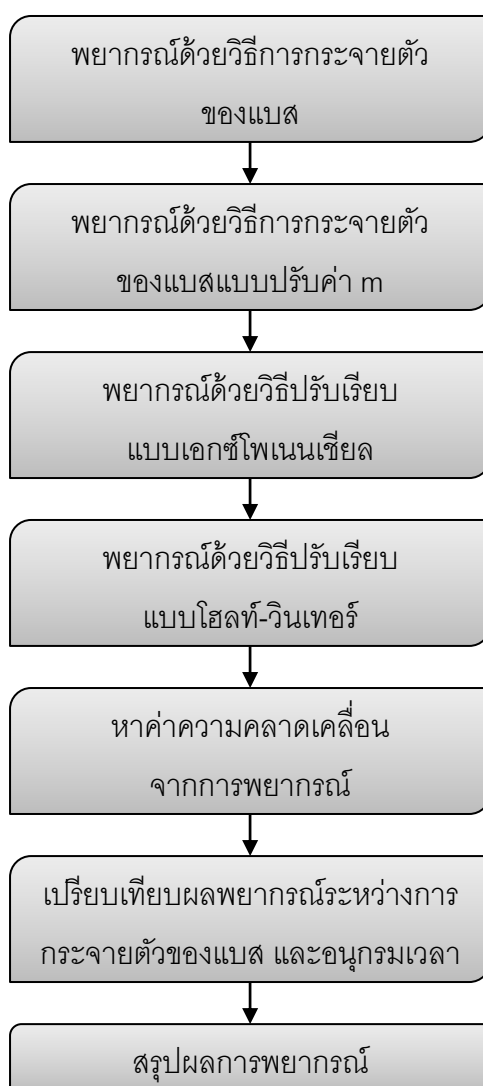 พยากรณ์ด้วยวิธีการกระจายตัว
ของแบส
พยากรณ์ด้วยวิธีการกระจายตัว
ของแบสแบบปรับค่า m
พยากรณ์ด้วยวิธีปรับเรียบ
แบบเอกซ์โพเนนเชียล
พยากรณ์ด้วยวิธีปรับเรียบ
แบบโฮลท์-วินเทอร์
หาค่าความคลาดเคลื่อน
จากการพยากรณ์
เปรียบเทียบผลพยากรณ์ระหว่างการ
กระจายตัวของแบส และอนุกรมเวลา
สรุปผลการพยากรณ์